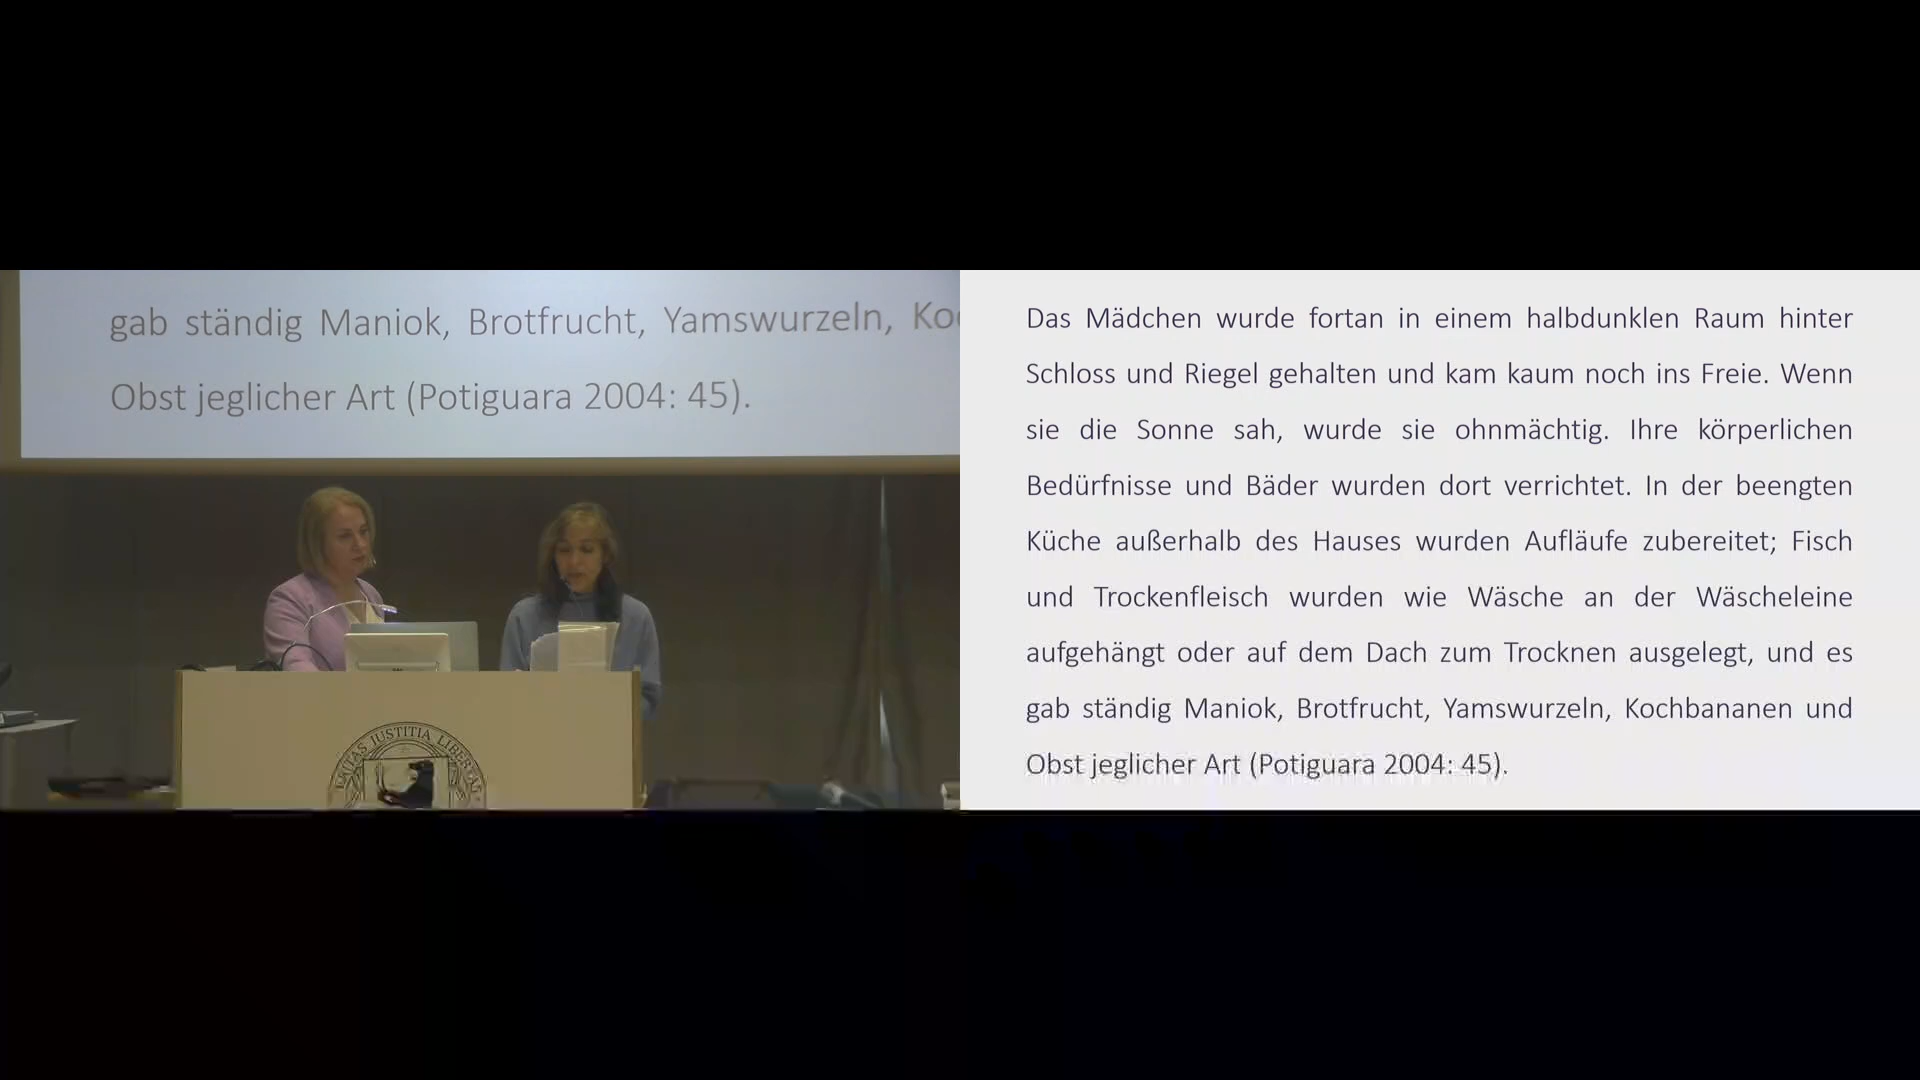 gab ständig Maniok, Brotfrucht, Yamswurzeln,
Obst jeglicher Art (Potiguara 2004: 45).
JUSTITIA
Das Mädchen wurde fortan in einem halbdunklen Raum hinter
Schloss und Riegel gehalten und kam kaum noch ins Freie. Wenn
sie die Sonne sah, wurde sie ohnmächtig. Ihre körperlichen
Bedürfnisse und Bäder wurden dort verrichtet. In der beengten
Küche außerhalb des Hauses wurden Aufläufe zubereitet; Fisch
und Trockenfleisch wurden wie Wäsche an der Wäscheleine
aufgehängt oder auf dem Dach zum Trocknen ausgelegt, und es
gab ständig Maniok, Brotfrucht, Yamswurzeln, Kochbananen und
Obst jeglicher Art (Potiguara 2004: 45).